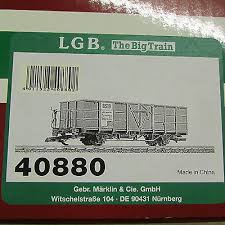 LGB® The Big Train
40880
Made in China
Gebr. Märklin & Cie. GmbH
Witschelstraße 104 · DE 90431 Nürnberg